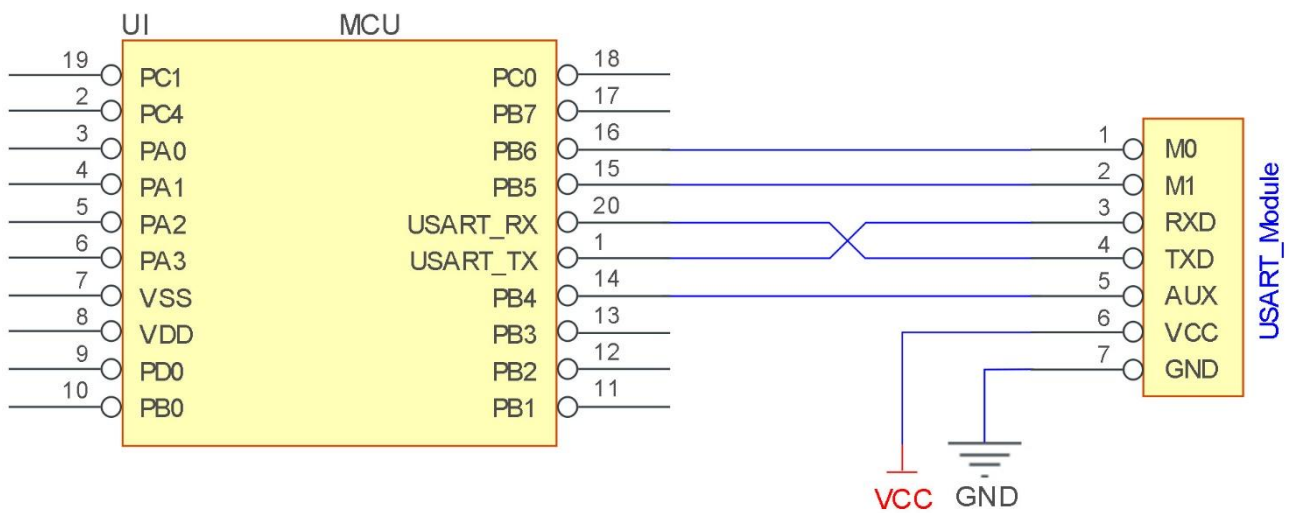 UI MCU
19 PC1 PC0 18
2 PC4 PB7 17
3 PA0 PB6 16 1 M0
4 PA1 PB5 15 2 M1
5 PA2 USART_RX 20 3 RXD
6 PA3 USART_TX 1 4 TXD
7 VSS PB4 14 5 AUX
8 VDD PB3 13 6 VCC
9 PD0 PB2 12 7 GND
10 PB0 PB1 11
USART_Module
VCC GND